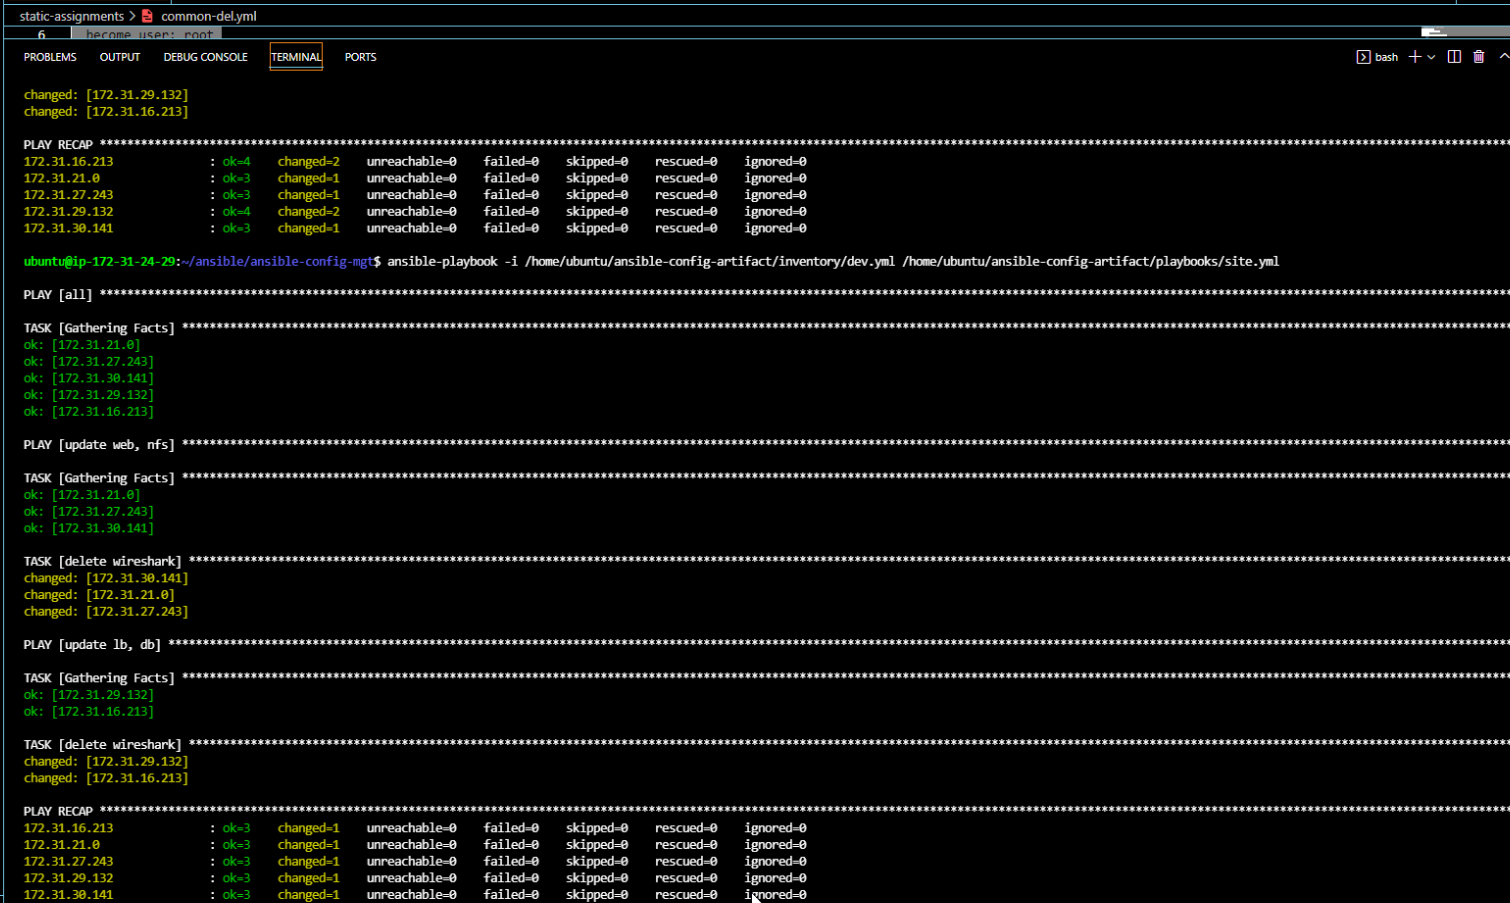 static-assignments > common-del.yml
6 become_user: root
PROBLEMS OUTPUT DEBUG CONSOLE TERMINAL PORTS bash
changed: [172.31.29.132]
changed: [172.31.16.213]
PLAY RECAP ****************************************************************************************************
172.31.16.213 : ok=4 changed=2 unreachable=0 failed=0 skipped=0 rescued=0 ignored=0
172.31.21.0 : ok=3 changed=1 unreachable=0 failed=0 skipped=0 rescued=0 ignored=0
172.31.27.243 : ok=3 changed=1 unreachable=0 failed=0 skipped=0 rescued=0 ignored=0
172.31.29.132 : ok=4 changed=2 unreachable=0 failed=0 skipped=0 rescued=0 ignored=0
172.31.30.141 : ok=3 changed=1 unreachable=0 failed=0 skipped=0 rescued=0 ignored=0
ubuntu@ip-172-31-24-29:~/ansible/ansible-config-mgt$ ansible-playbook -i /home/ubuntu/ansible-config-artifact/inventory/dev.yml /home/ubuntu/ansible-config-artifact/playbooks/site.yml
PLAY [all] ****************************************************************************************************
TASK [Gathering Facts] ****************************************************************************************************
ok: [172.31.21.0]
ok: [172.31.27.243]
ok: [172.31.30.141]
ok: [172.31.29.132]
ok: [172.31.16.213]
PLAY [update web, nfs] ****************************************************************************************************
TASK [Gathering Facts] ****************************************************************************************************
ok: [172.31.21.0]
ok: [172.31.27.243]
ok: [172.31.30.141]
TASK [delete wireshark] ****************************************************************************************************
changed: [172.31.30.141]
changed: [172.31.21.0]
changed: [172.31.27.243]
PLAY [update lb, db] ****************************************************************************************************
TASK [Gathering Facts] ****************************************************************************************************
ok: [172.31.29.132]
ok: [172.31.16.213]
TASK [delete wireshark] ****************************************************************************************************
changed: [172.31.29.132]
changed: [172.31.16.213]
PLAY RECAP ****************************************************************************************************
172.31.16.213 : ok=3 changed=1 unreachable=0 failed=0 skipped=0 rescued=0 ignored=0
172.31.21.0 : ok=3 changed=1 unreachable=0 failed=0 skipped=0 rescued=0 ignored=0
172.31.27.243 : ok=3 changed=1 unreachable=0 failed=0 skipped=0 rescued=0 ignored=0
172.31.29.132 : ok=3 changed=1 unreachable=0 failed=0 skipped=0 rescued=0 ignored=0
172.31.30.141 : ok=3 changed=1 unreachable=0 failed=0 skipped=0 rescued=0 ignored=0